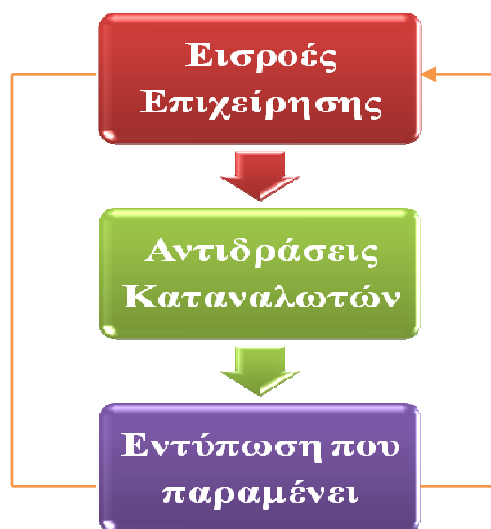 Εισροές
Επιχείρησης
Αντιδράσεις
Καταναλωτών
Εντύπωση που
παραμένει